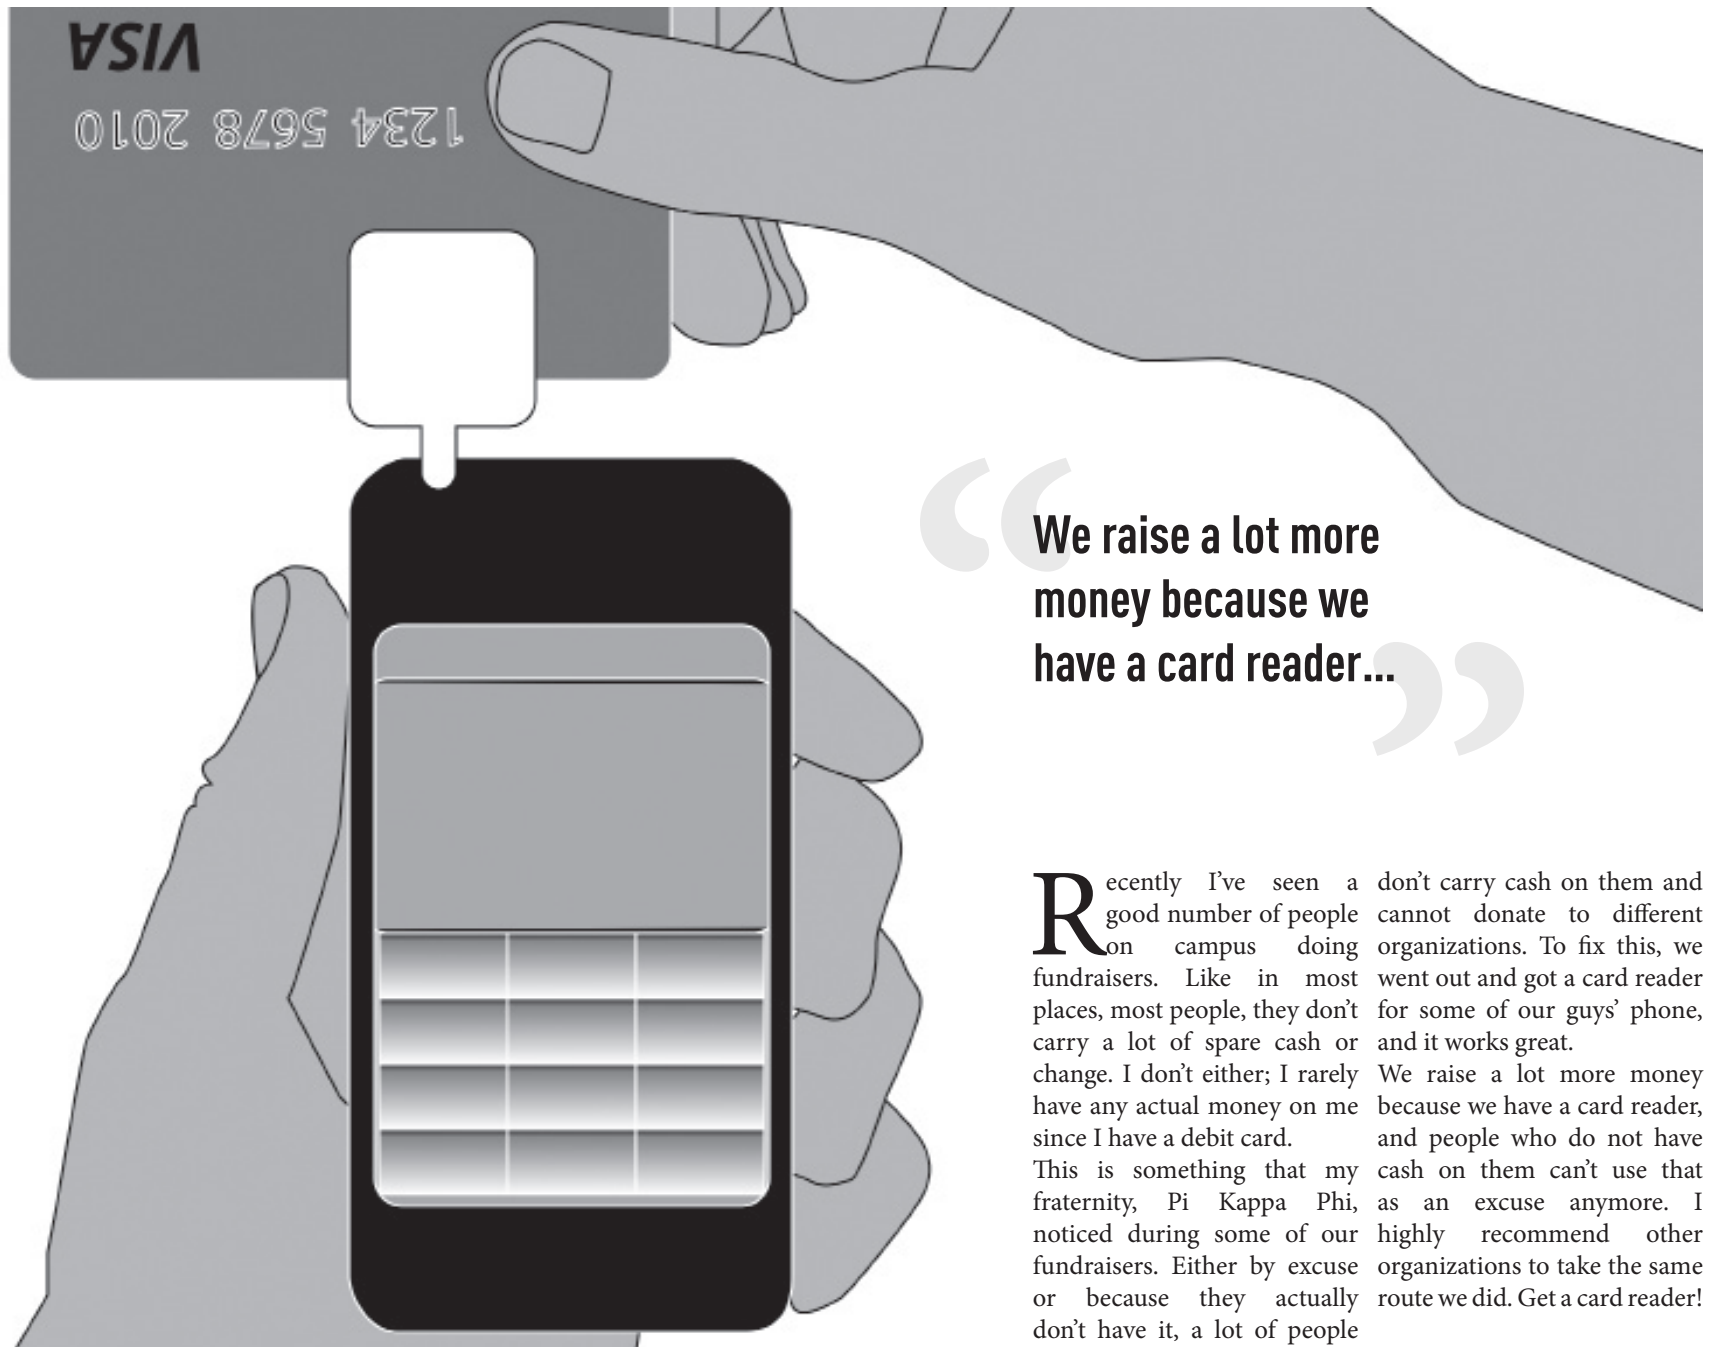 VISA
1234 5678 2010
“We raise a lot more
money because we
have a card reader...”
Recently I’ve seen a
good number of people
on campus doing
fundraisers. Like in most
places, most people, they don’t
carry a lot of spare cash or
change. I don’t either; I rarely
have any actual money on me
since I have a debit card.
This is something that my
fraternity, Pi Kappa Phi,
noticed during some of our
fundraisers. Either by excuse
or because they actually
don’t have it, a lot of people
don’t carry cash on them and
cannot donate to different
organizations. To fix this, we
went out and got a card reader
for some of our guys’ phone,
and it works great.
We raise a lot more money
because we have a card reader,
and people who do not have
cash on them can’t use that
as an excuse anymore. I
highly recommend other
organizations to take the same
route we did. Get a card reader!